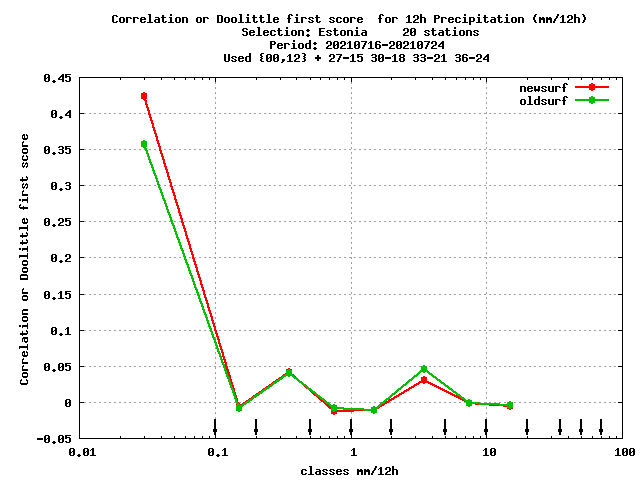 Correlation or Doolittle first score  for 12h Precipitation (mm/12h)
Selection: Estonia     20 stations
Period: 20210716-20210724
Used {00,12} + 27-15 30-18 33-21 36-24
newsurf
oldsurf
Correlation or Doolittle first score
0.45
0.4
0.35
0.3
0.25
0.2
0.15
0.1
0.05
0
-0.05
0.01 0.1 1 10 100
classes mm/12h